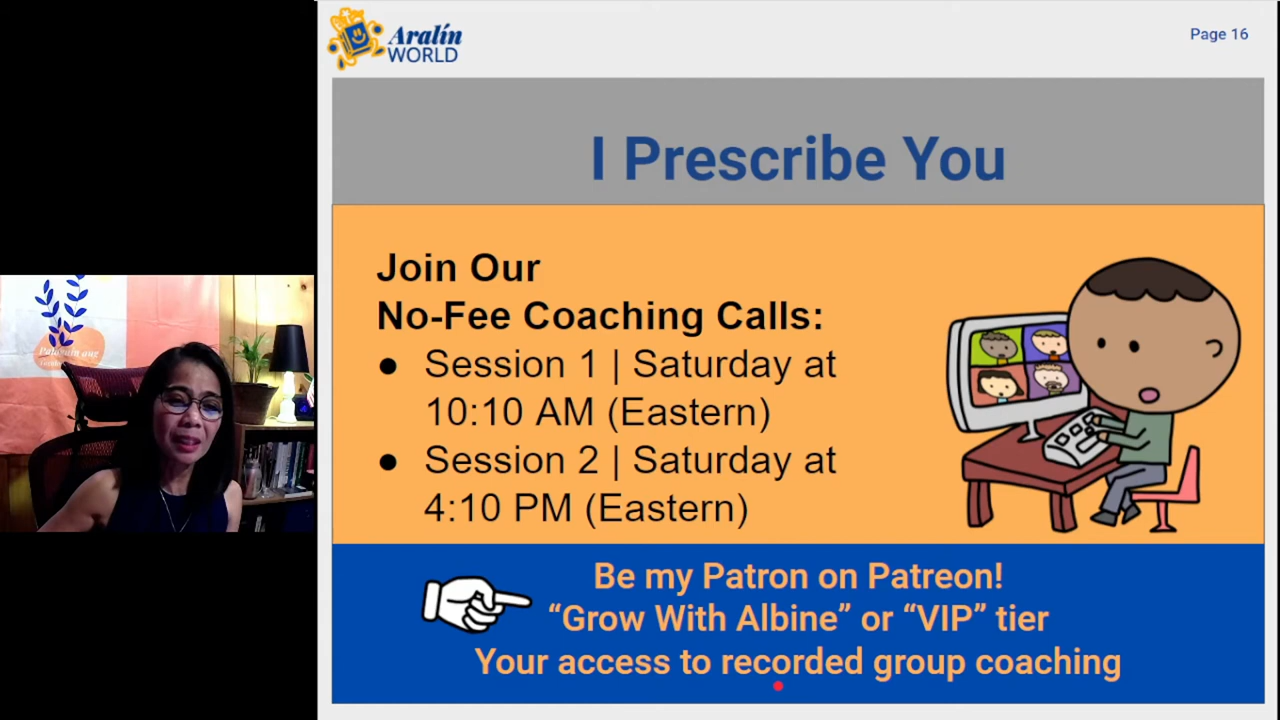 Aralín
WORLD
Page 16
I Prescribe You
Join Our
No-Fee Coaching Calls:
● Session 1 | Saturday at
10:10 AM (Eastern)
● Session 2 | Saturday at
4:10 PM (Eastern)
Be my Patron on Patreon!
“Grow With Albine” or “VIP” tier
Your access to recorded group coaching